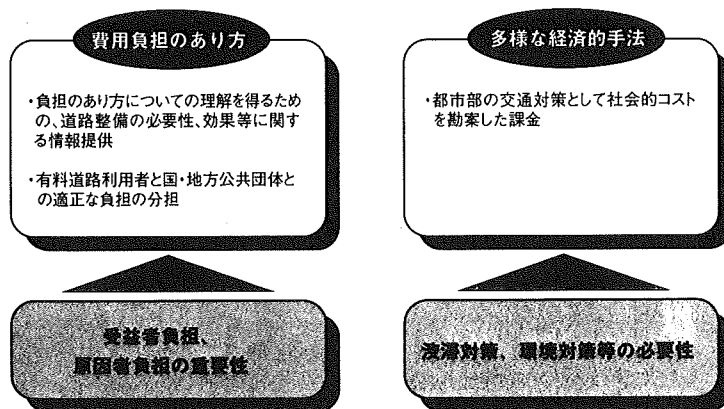 費用負担のあり方
・負担のあり方についての理解を得るため
の、道路整備の必要性、効果等に関す
る情報提供
・有料道路利用者と国・地方公共団体と
の適正な負担の分担
受益者負担、
原因者負担の重要性
多様な経済的手法
・都市部の交通対策として社会的コスト
を勘案した課金
渋滞対策、環境対策等の必要性